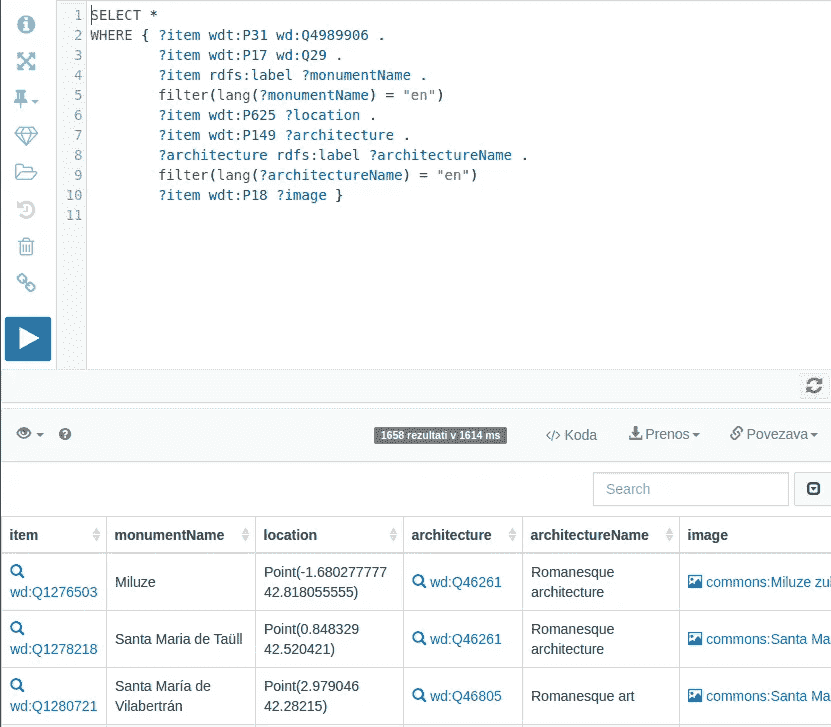 1 SELECT *
2 WHERE { ?item wdt:P31 wd:Q4989906 .
3 ?item wdt:P17 wd:Q29 .
4 ?item rdfs:label ?monumentName .
5 filter(lang(?monumentName) = "en")
6 ?item wdt:P625 ?location .
7 ?item wdt:P149 ?architecture .
8 ?architecture rdfs:label ?architectureName .
9 filter(lang(?architectureName) = "en")
10 ?item wdt:P18 ?image }
11
1658 rezultati v 1614 ms </> Koda Prenos Povezava
Search
item monumentName location architecture architectureName image
wd:Q1276503 Miluze Point(-1.680277777 42.818055555) wd:Q46261 Romanesque architecture commons:Miluze zu
wd:Q1278218 Santa Maria de Taüll Point(0.848329 42.520421) wd:Q46261 Romanesque architecture commons:Santa Ma
wd:Q1280721 Santa María de Vilabertrán Point(2.979046 42.28215) wd:Q46805 Romanesque art commons:Santa Ma